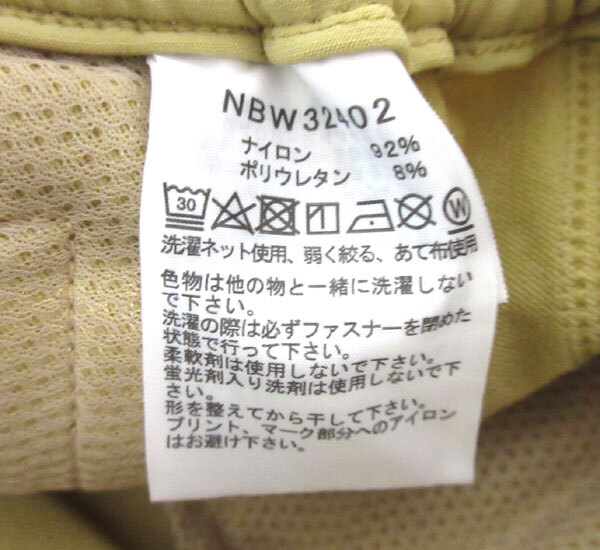 NBW32402
ナイロン 92%
ポリウレタン 8%
30 W
洗濯ネット使用、弱く絞る、あて布使用
色物は他の物と一緒に洗濯しない
で下さい。
洗濯の際は必ずファスナーを閉めた
状態で行って下さい。
柔軟剤は使用しないで下さい。
蛍光剤入り洗剤は使用しないで下
さい。
形を整えてから干して下さい。
プリント、マーク部分へのアイロン
はお避け下さい。